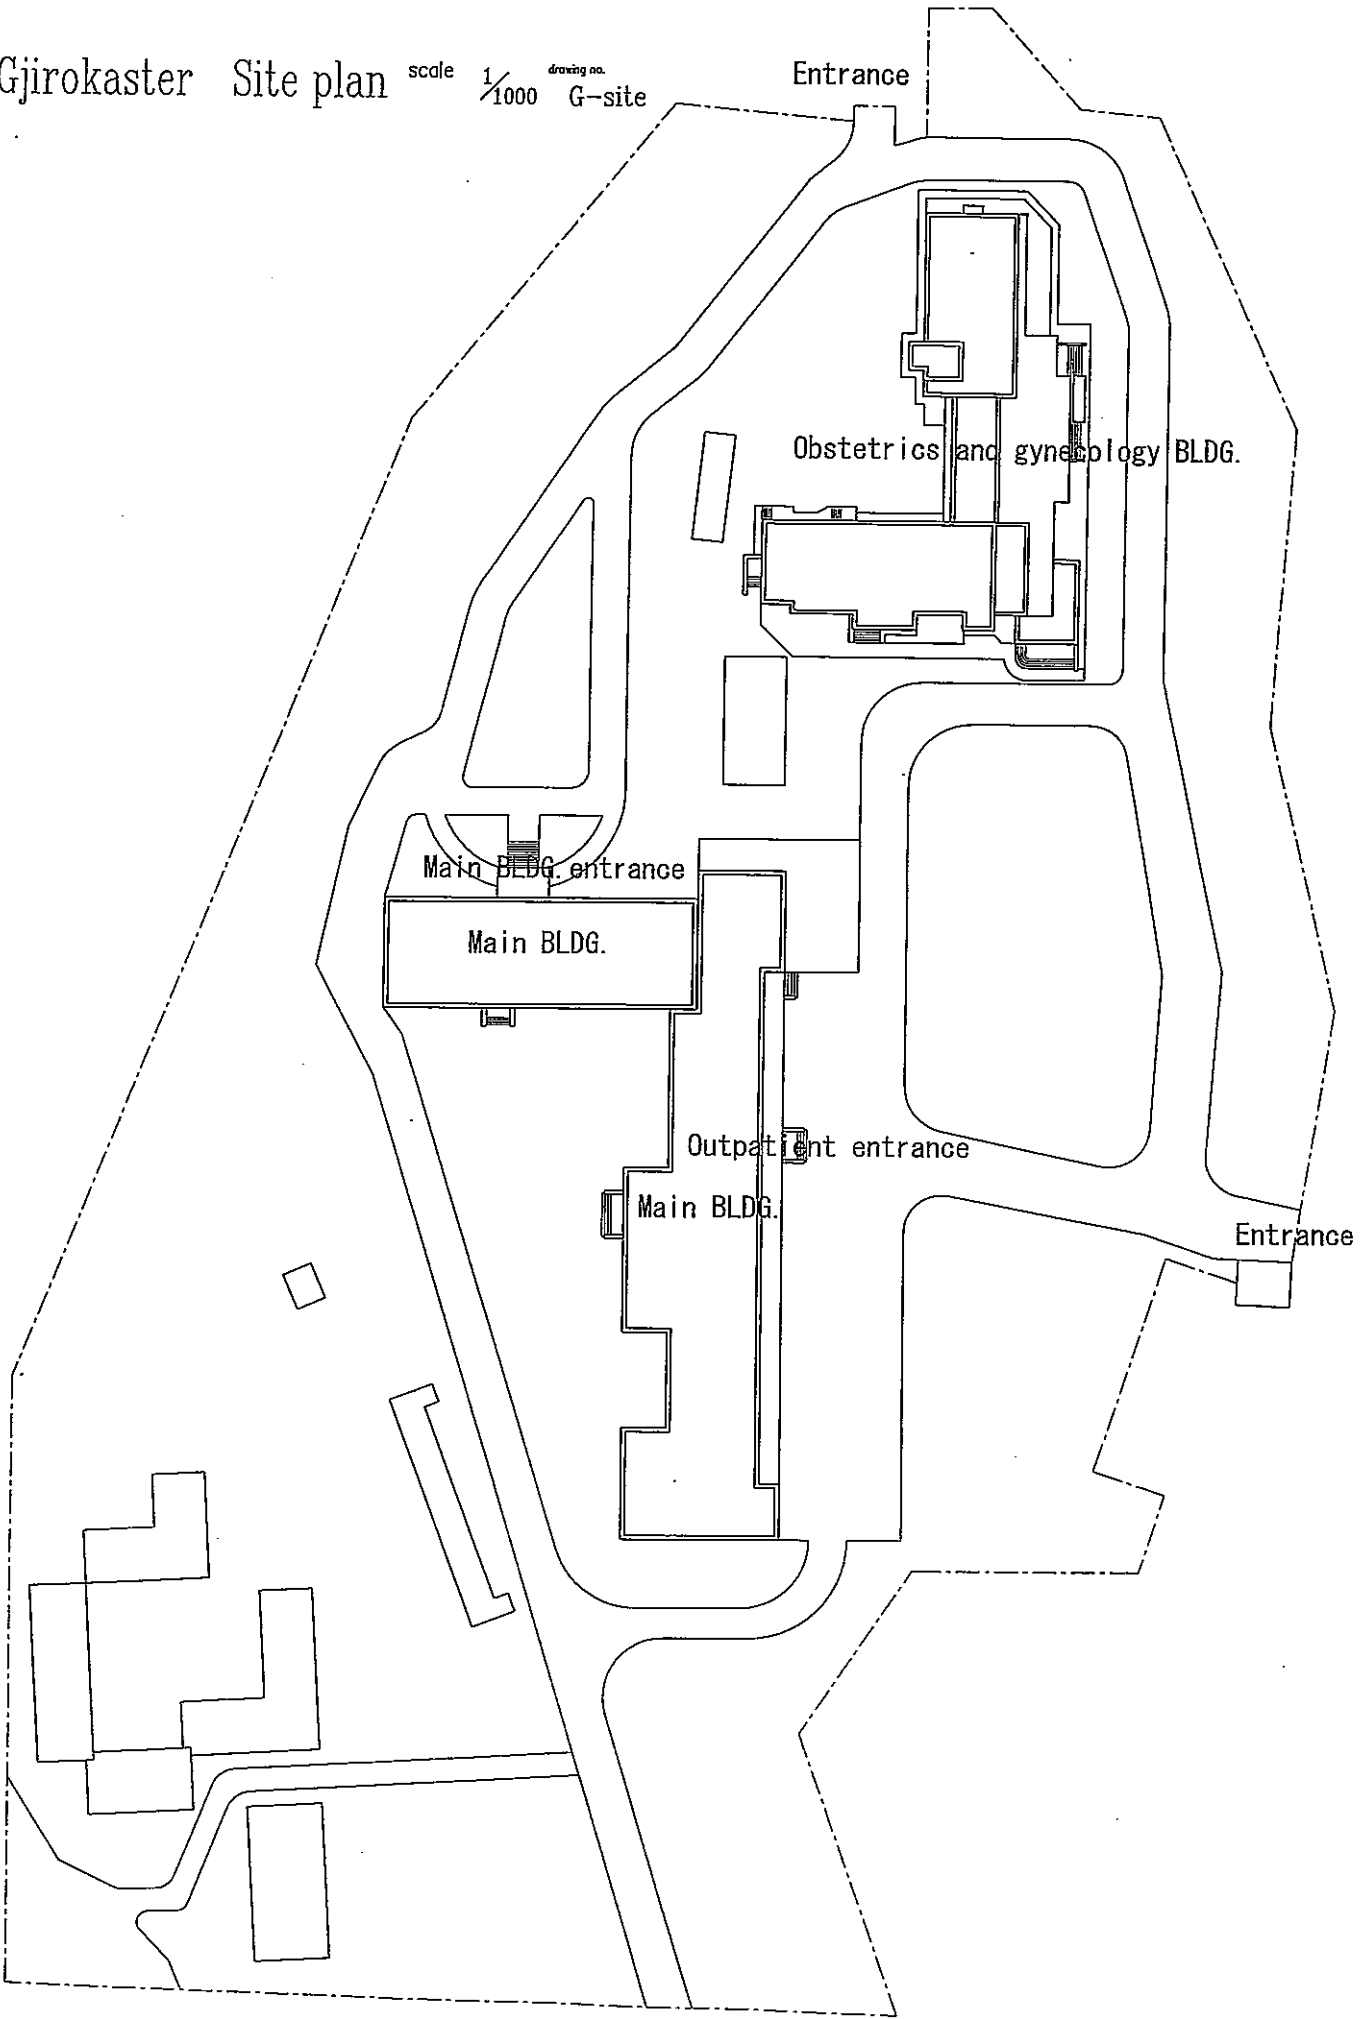 Gjirokaster Site plan scale 1/1000 drawing no. G-site
Entrance
Obstetrics and gynecology BLDG.
Main BLDG. entrance
Main BLDG.
Outpatient entrance
Main BLDG.
Entrance